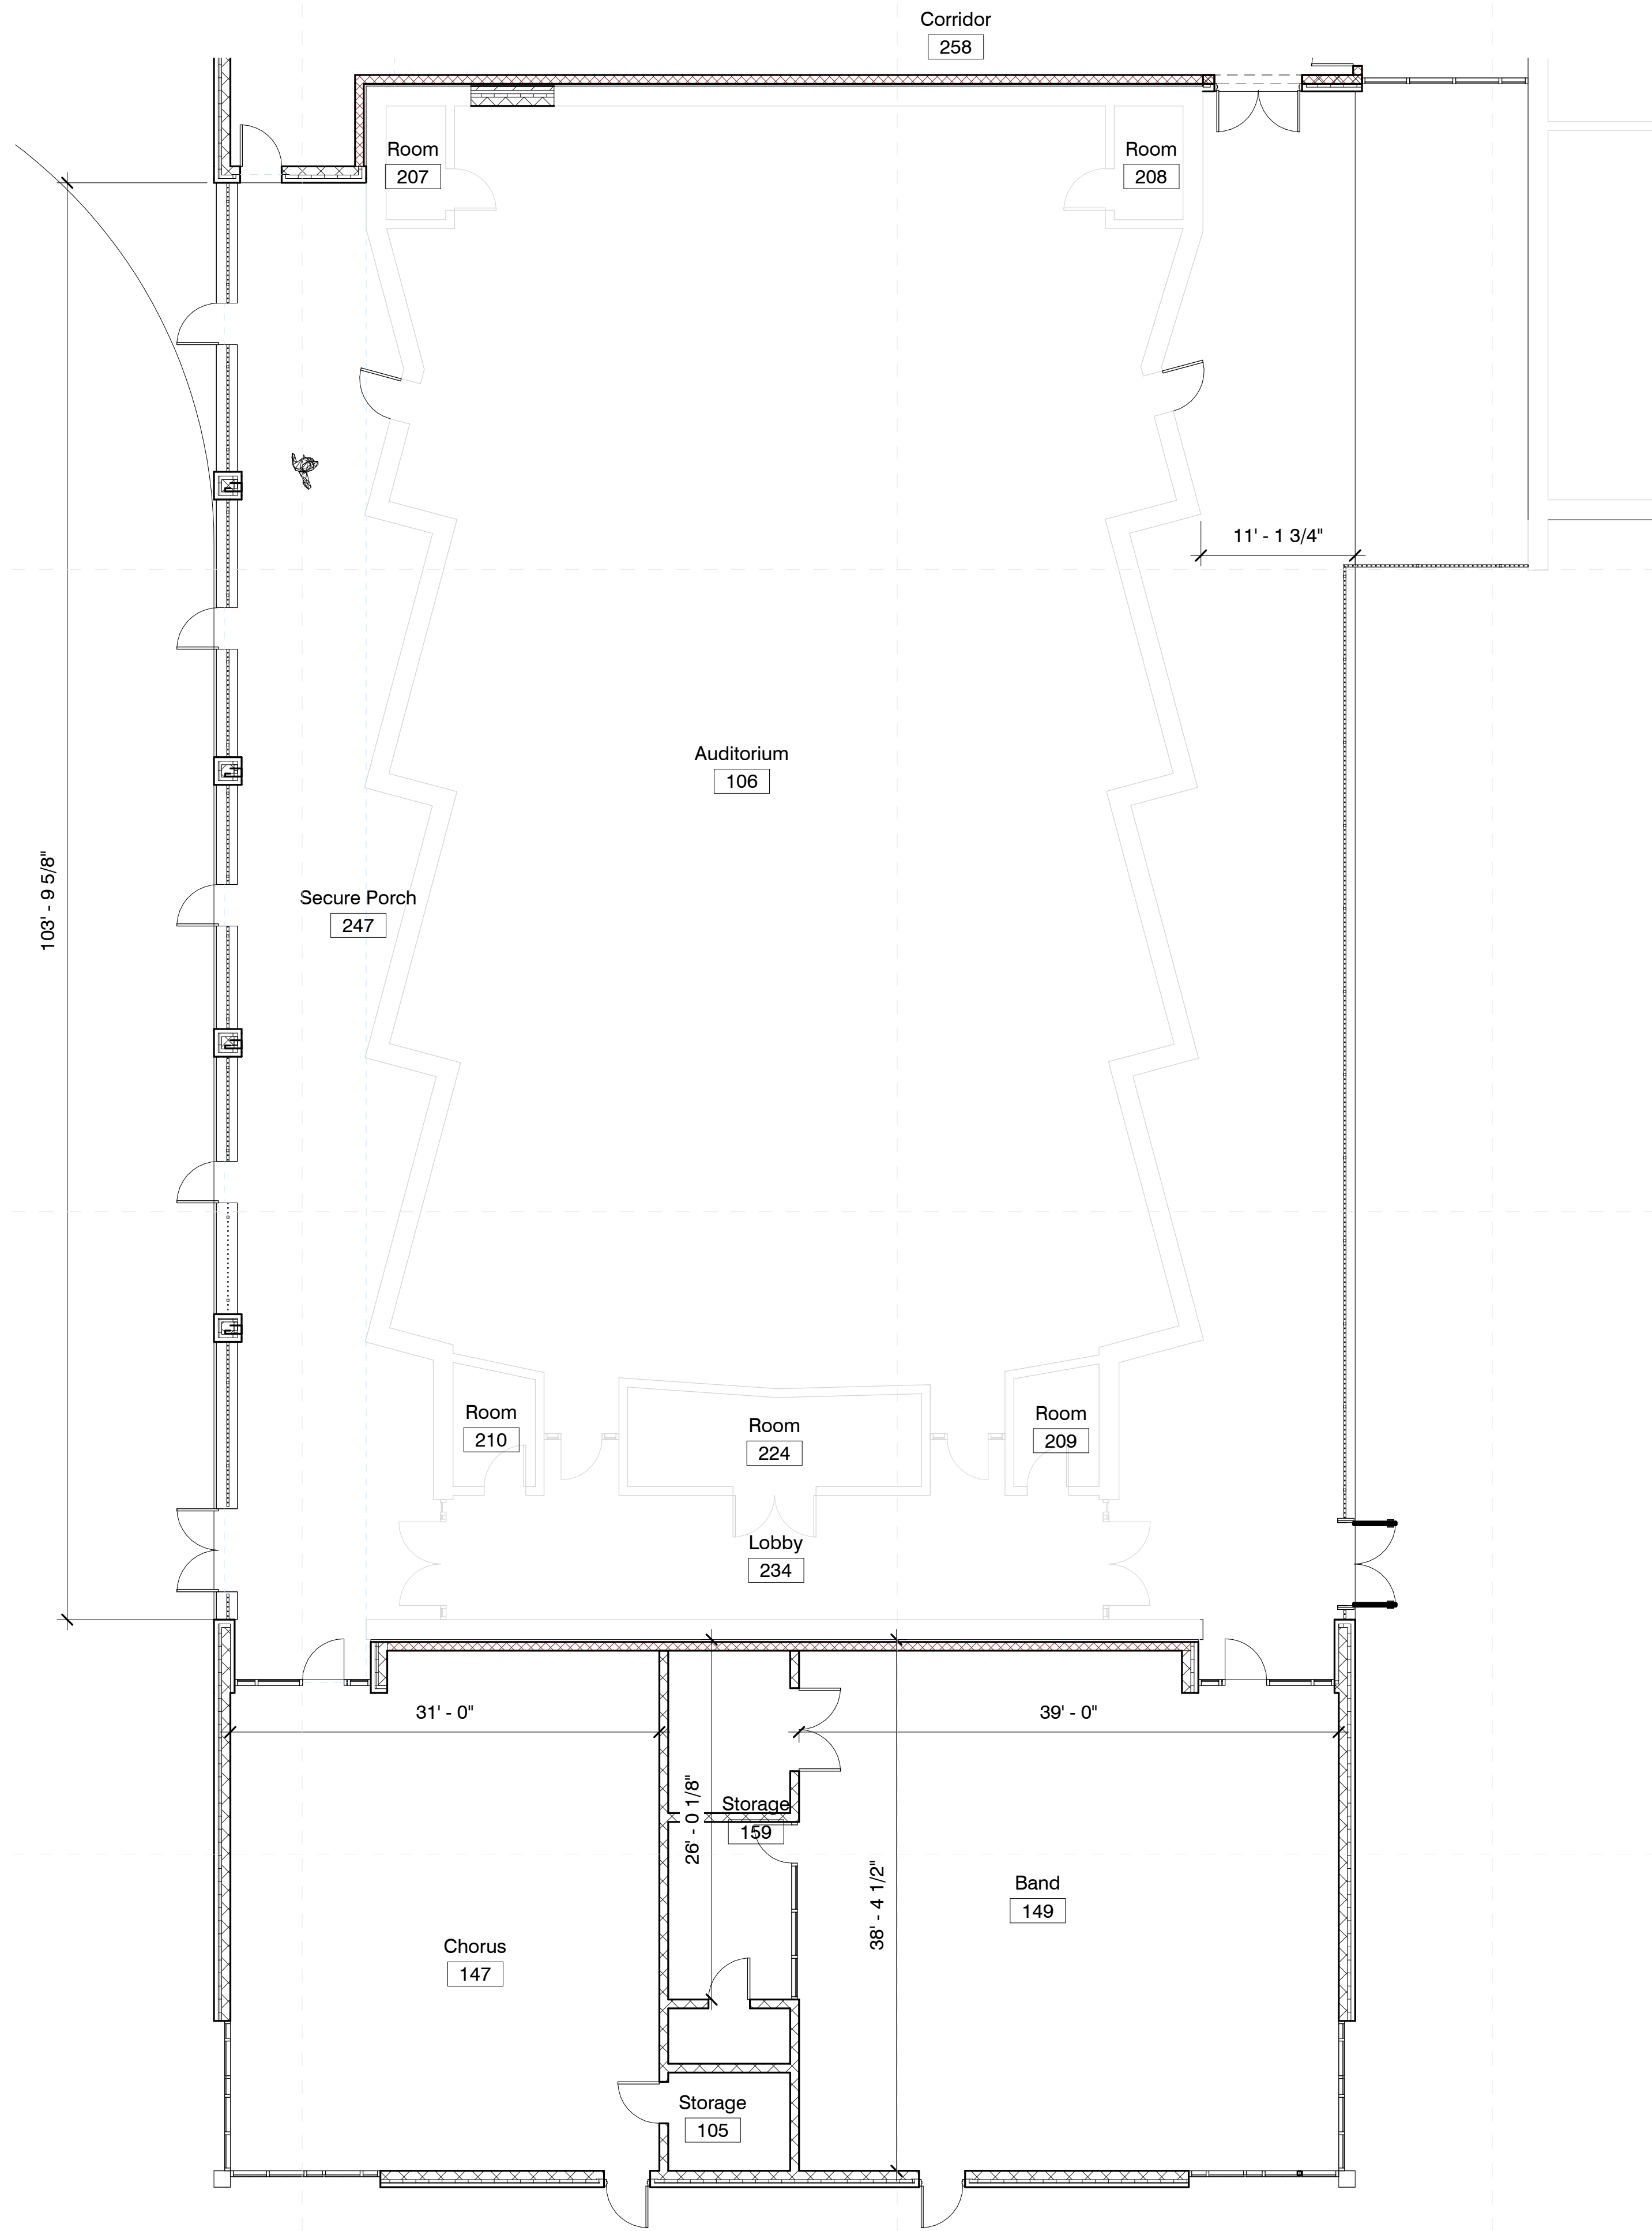 Corridor
258
Room
207
Room
208
11' - 1 3/4"
Auditorium
106
103' - 9 5/8"
Secure Porch
247
Room
210
Room
224
Room
209
Lobby
234
31' - 0"
39' - 0"
26' - 0 1/8"
Storage
159
38' - 4 1/2"
Band
149
Chorus
147
Storage
105